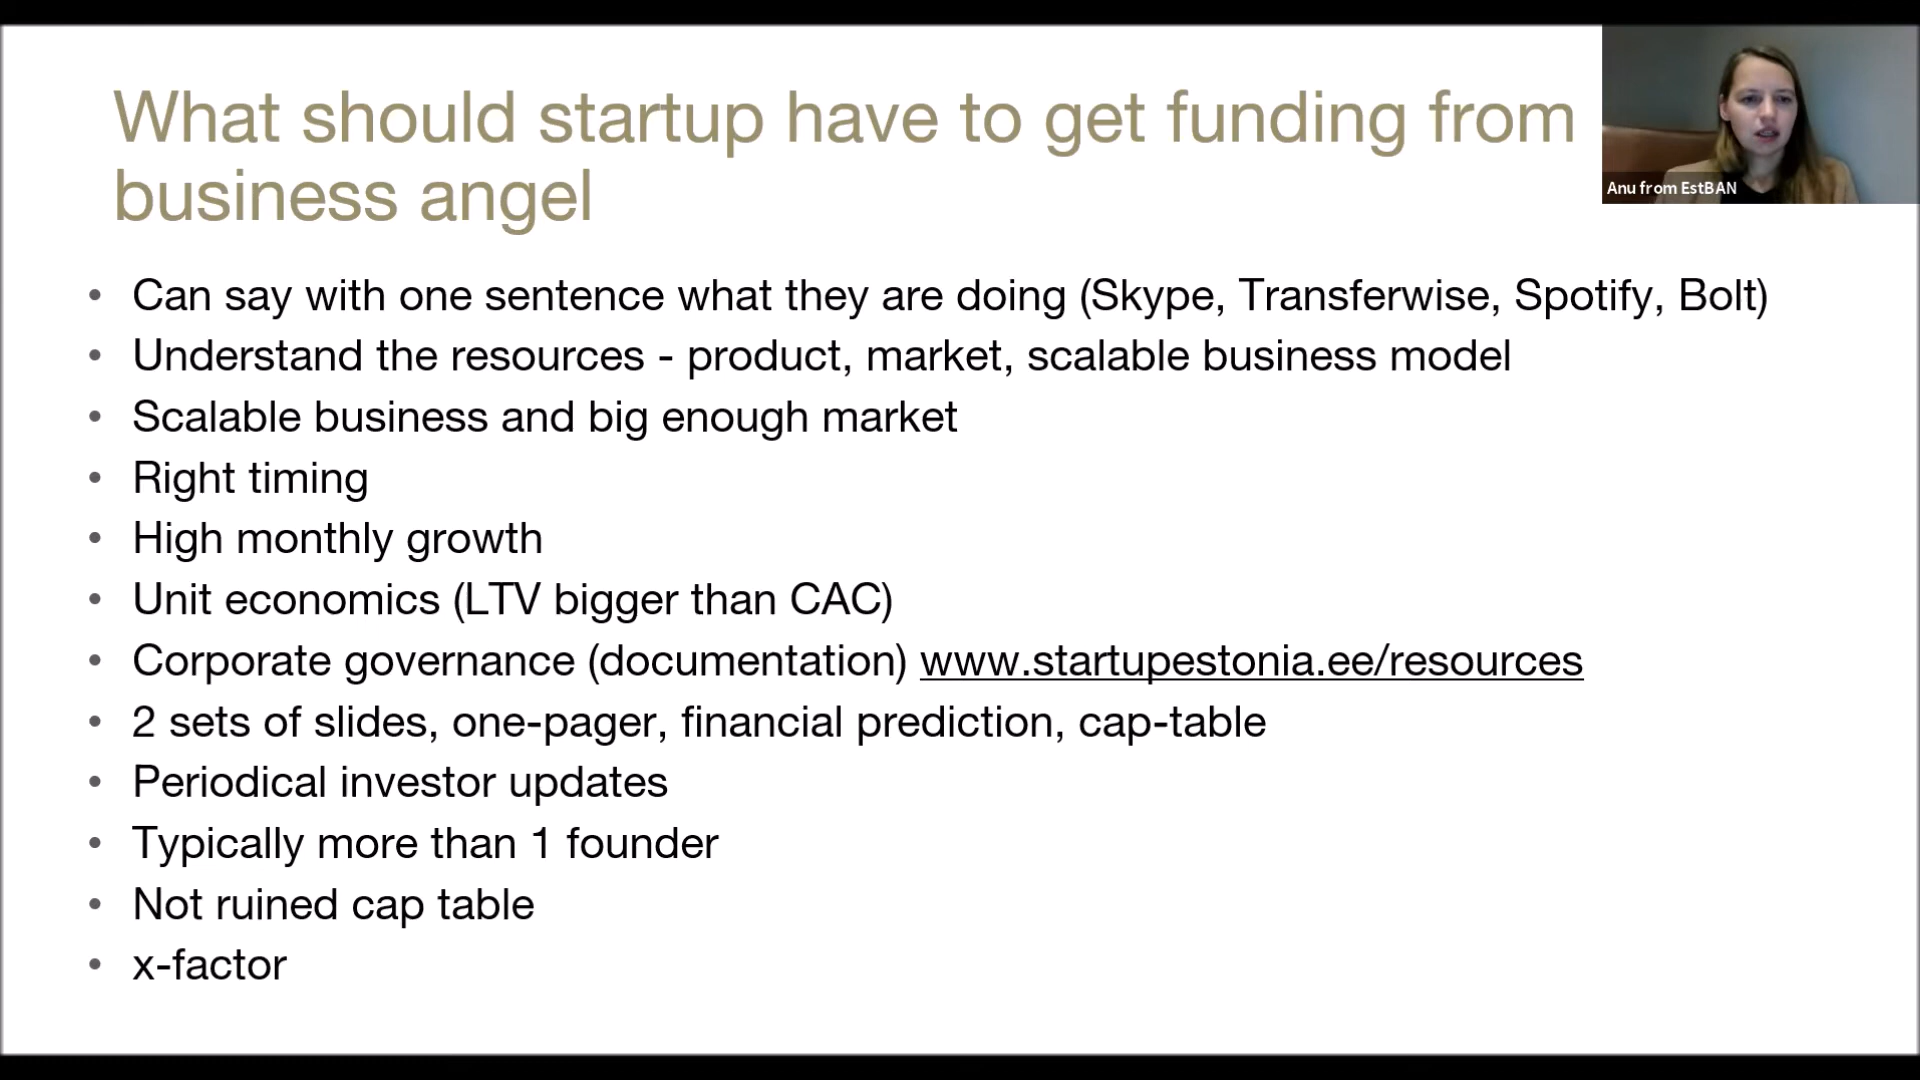 What should startup have to get funding from
business angel
Anu from EstBAN
• Can say with one sentence what they are doing (Skype, Transferwise, Spotify, Bolt)
• Understand the resources - product, market, scalable business model
• Scalable business and big enough market
• Right timing
• High monthly growth
• Unit economics (LTV bigger than CAC)
• Corporate governance (documentation) www.startupestonia.ee/resources
• 2 sets of slides, one-pager, financial prediction, cap-table
• Periodical investor updates
• Typically more than 1 founder
• Not ruined cap table
• x-factor